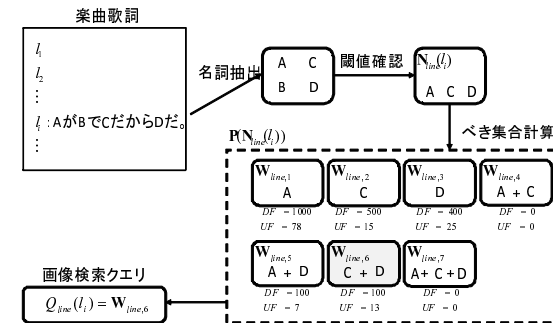 楽曲歌詞
l1
l2
⋮
li：AがBでCだからDだ。
⋮
名詞抽出
A C
B D
閾値確認
Nline(li)
A C D
べき集合計算
P(Nline(li))
Wline,1
A
DF = 1000
UF = 78
Wline,2
C
DF = 500
UF = 15
Wline,3
D
DF = 400
UF = 25
Wline,4
A + C
DF = 0
UF = 0
Wline,5
A + D
DF = 100
UF = 7
Wline,6
C + D
DF = 100
UF = 13
Wline,7
A+ C+D
DF = 0
UF = 0
画像検索クエリ
Qline(li) = Wline,6